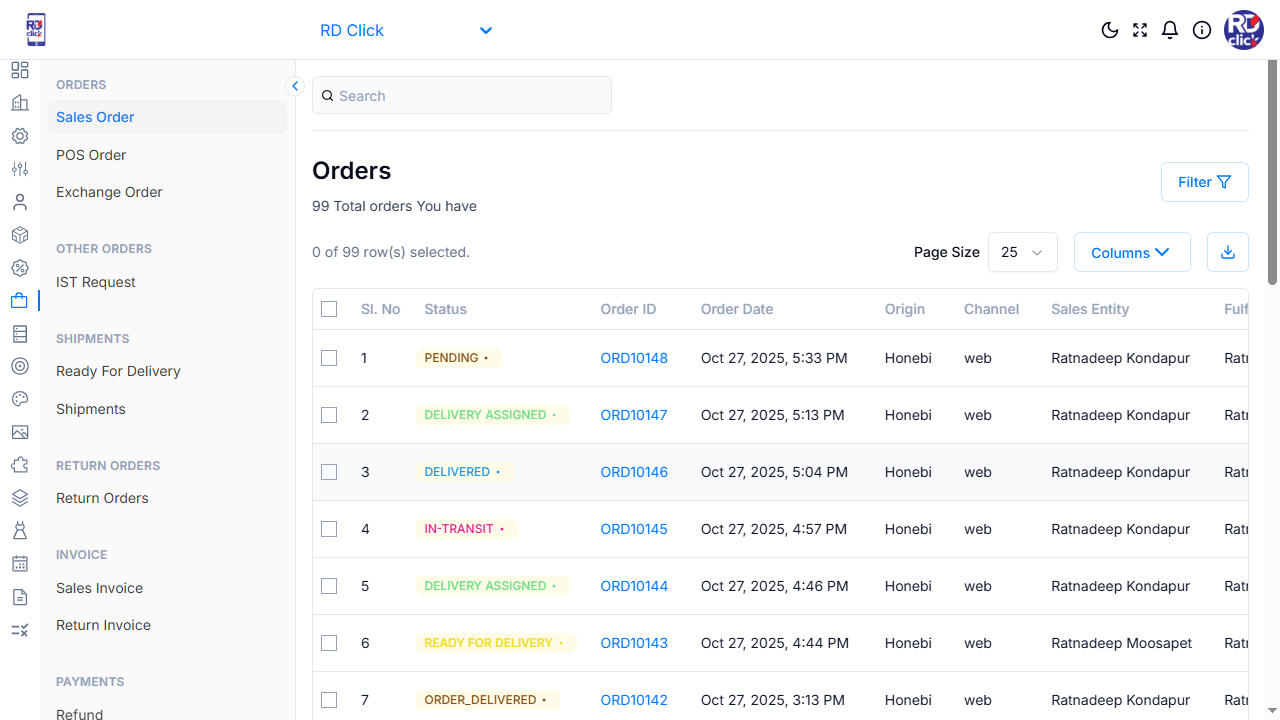 RD
click
RD Click
RD
click
ORDERS
Sales Order
POS Order
Exchange Order
OTHER ORDERS
IST Request
SHIPMENTS
Ready For Delivery
Shipments
RETURN ORDERS
Return Orders
INVOICE
Sales Invoice
Return Invoice
PAYMENTS
Refund
Search
Orders
99 Total orders You have
Filter
0 of 99 row(s) selected.
Page Size 25 Columns
Sl. No Status Order ID Order Date Origin Channel Sales Entity Fulf
1 PENDING • ORD10148 Oct 27, 2025, 5:33 PM Honebi web Ratnadeep Kondapur Ratn
2 DELIVERY ASSIGNED • ORD10147 Oct 27, 2025, 5:13 PM Honebi web Ratnadeep Kondapur Ratn
3 DELIVERED • ORD10146 Oct 27, 2025, 5:04 PM Honebi web Ratnadeep Kondapur Ratn
4 IN-TRANSIT • ORD10145 Oct 27, 2025, 4:57 PM Honebi web Ratnadeep Kondapur Ratn
5 DELIVERY ASSIGNED • ORD10144 Oct 27, 2025, 4:46 PM Honebi web Ratnadeep Kondapur Ratn
6 READY FOR DELIVERY • ORD10143 Oct 27, 2025, 4:44 PM Honebi web Ratnadeep Moosapet Ratn
7 ORDER_DELIVERED • ORD10142 Oct 27, 2025, 3:13 PM Honebi web Ratnadeep Kondapur Ratn